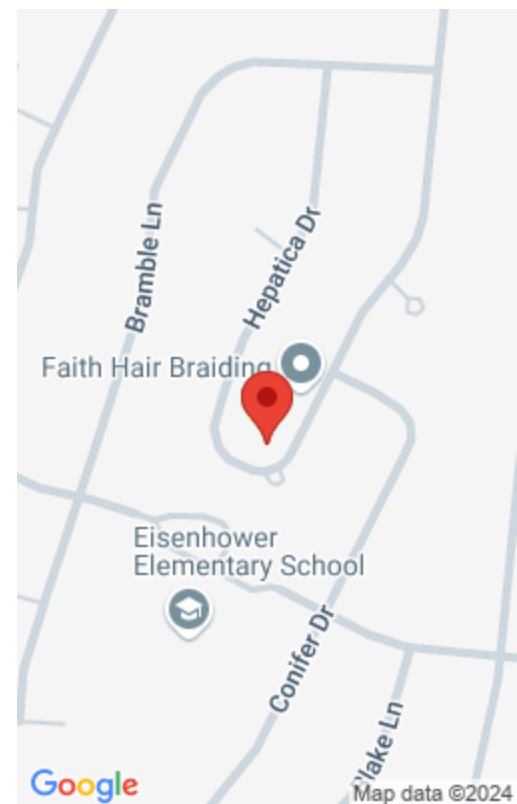 Bramble Ln
Hepatica Dr
Faith Hair Braiding
Eisenhower
Elementary School
Conifer Dr
Blake Ln
Google
Map data ©2024